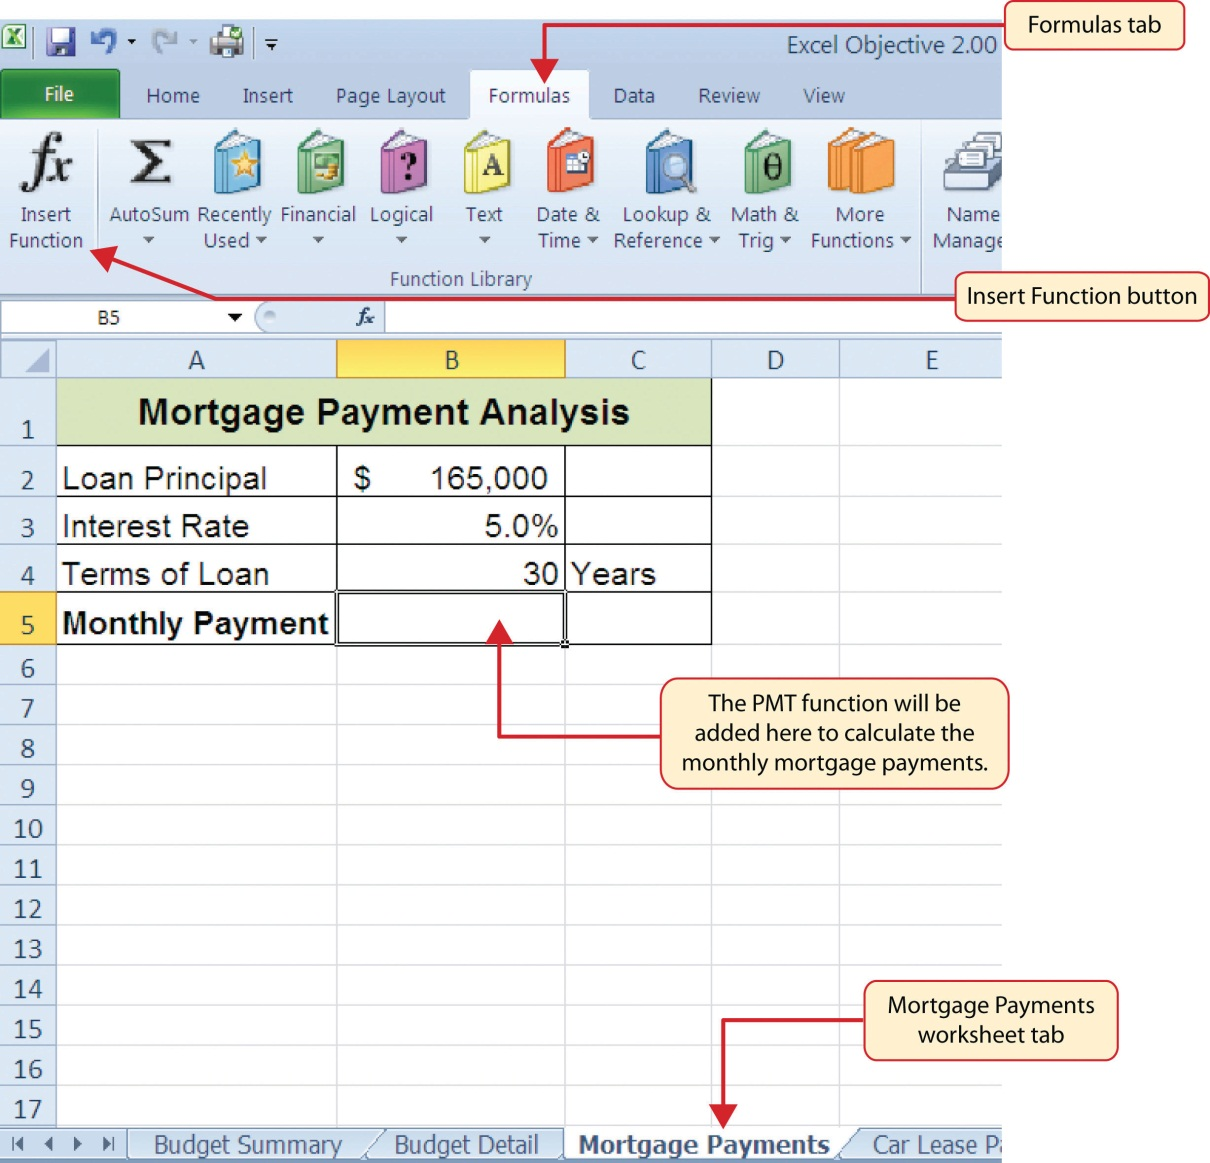 Formulas tab
Excel Objective 2.00
File Home Insert Page Layout Formulas Data Review View
fx Σ ? A θ
Insert Function
AutoSum
Recently Used
Financial
Logical
Text
Date & Time
Lookup & Reference
Math & Trig
More Functions
Name
Manage
Function Library
Insert Function button
B5 fx
A B C D E
1 Mortgage Payment Analysis
2 Loan Principal $ 165,000
3 Interest Rate 5.0%
4 Terms of Loan 30 Years
5 Monthly Payment
6
7
The PMT function will be
added here to calculate the
monthly mortgage payments.
8
9
10
11
12
13
14
Mortgage Payments
worksheet tab
15
16
17
Budget Summary Budget Detail Mortgage Payments Car Lease Pa